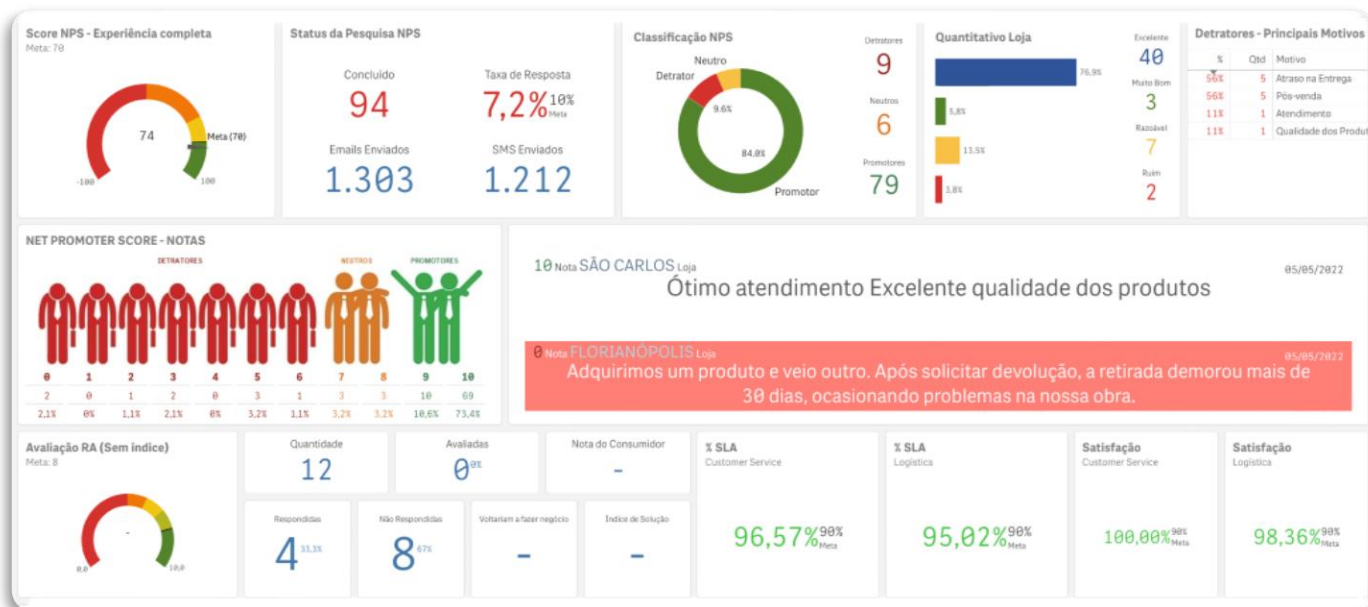 Score NPS - Experiência completa
Meta: 70
74
Meta (70)
-100
100
Status da Pesquisa NPS
Concluido
94
Taxa de Resposta
7,2% 10%
Meta
Emails Enviados
1.303
SMS Enviados
1.212
Classificação NPS
Neutro
Detrator
9.6%
84,0%
Promotor
Detratores
9
Neutros
6
Promotores
79
Quantitativo Loja
76,9%
3,8%
Excelente
40
Muito Bom
3
Razoável
13,5%
7
Ruim
2
Detratores - Principais Motivos
% Qtd Motivo
56% 5 Atraso na Entrega
56% 5 Pós-venda
11% 1 Atendimento
11% 1 Qualidade dos Produt
NET PROMOTER SCORE - NOTAS
DETRATORES NEUTROS PROMOTORES
0 1 2 3 4 5 6 7 8 9 10
2 0 1 2 0 3 1 3 3 10 69
2,1% 0% 1,1% 2,1% 0% 3,2% 1,1% 3,2% 3,2% 10,6% 73,4%
10 Nota SÃO CARLOS Loja
05/05/2022
Ótimo atendimento Excelente qualidade dos produtos
0 Nota FLORIANÓPOLIS Loja
05/05/2022
Adquirimos um produto e veio outro. Após solicitar devolução, a retirada demorou mais de
30 dias, ocasionando problemas na nossa obra.
Avaliação RA (Sem índice)
Meta: 8
-
0,0
10,0
Quantidade
12
Avaliadas
0 0%
Nota do Consumidor
-
Respondidas
4 33,3%
Não Respondidas
8 67%
Voltariam a fazer negócio
-
Índice de Solução
-
% SLA
Customer Service
96,57% 90%
Meta
% SLA
Logística
95,02% 90%
Meta
Satisfação
Customer Service
100,00% 90%
Meta
Satisfação
Logística
98,36% 90%
Meta